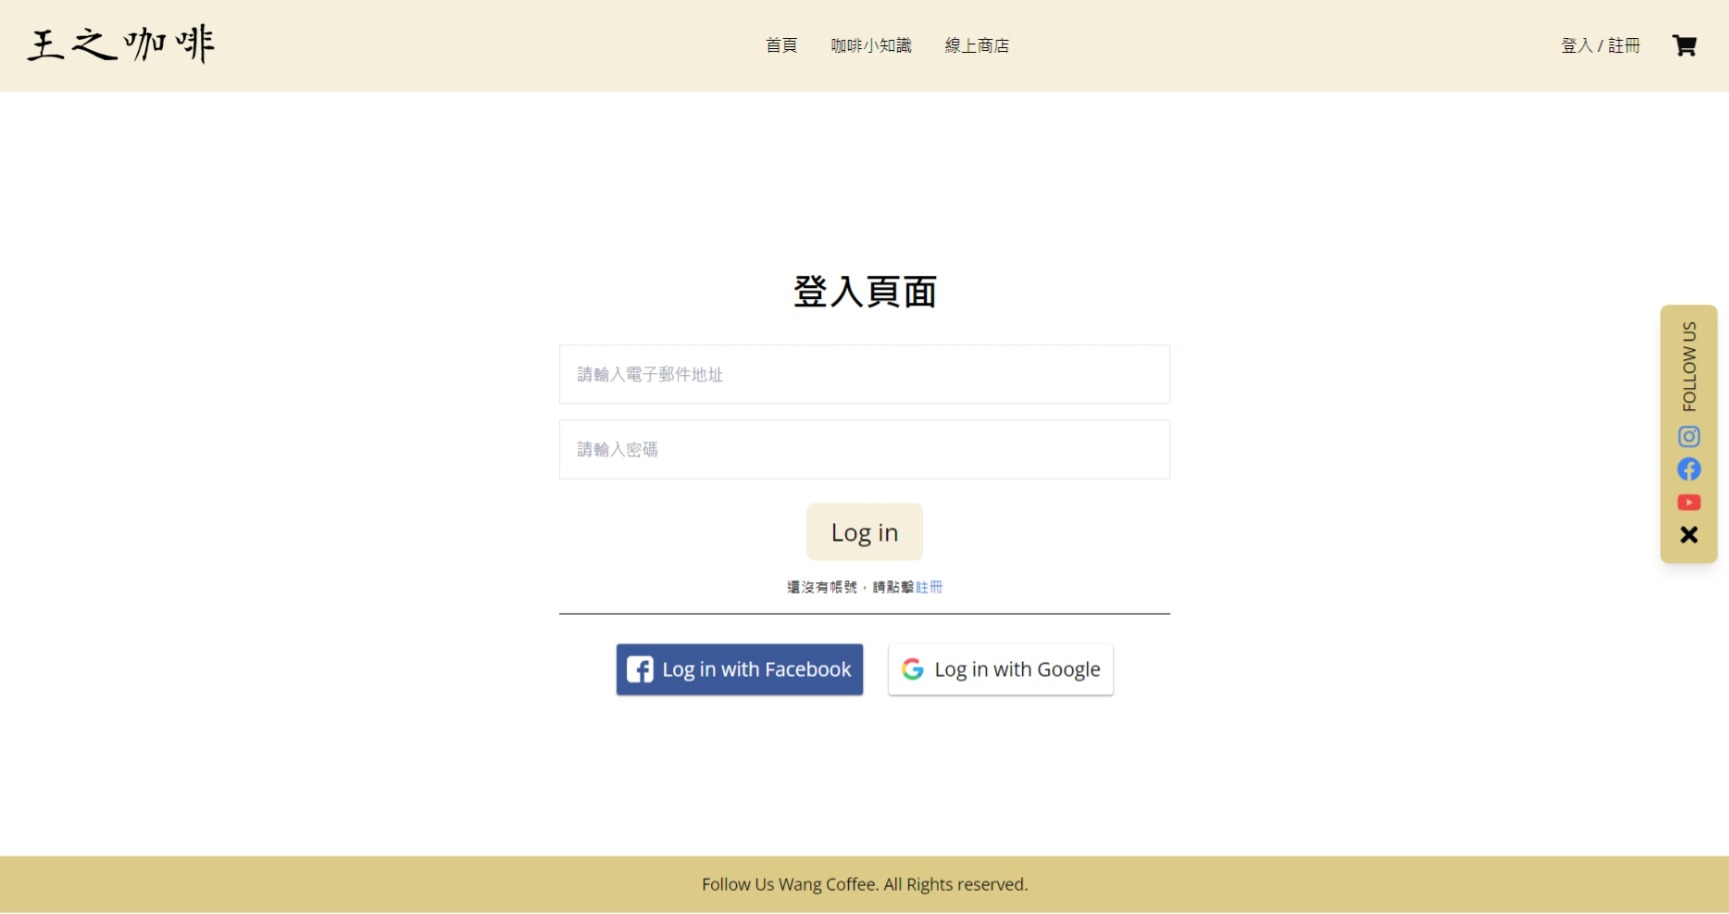 王之咖啡
首頁 咖啡小知識 線上商店
登入 / 註冊
登入頁面
請輸入電子郵件地址
請輸入密碼
Log in
還沒有帳號，請點擊註冊
Log in with Facebook
Log in with Google
FOLLOW US
Follow Us Wang Coffee. All Rights reserved.